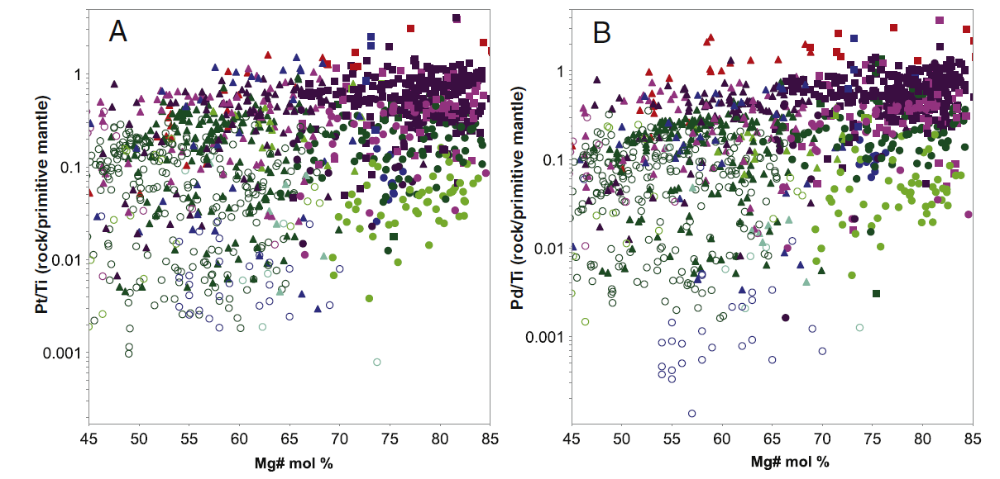 A
B
Pt/Ti (rock/primitive mantle)
1
0.1
0.01
0.001
45 50 55 60 65 70 75 80 85
Mg# mol %
Pd/Ti (rock/primitive mantle)
1
0.1
0.01
0.001
45 50 55 60 65 70 75 80 85
Mg# mol %